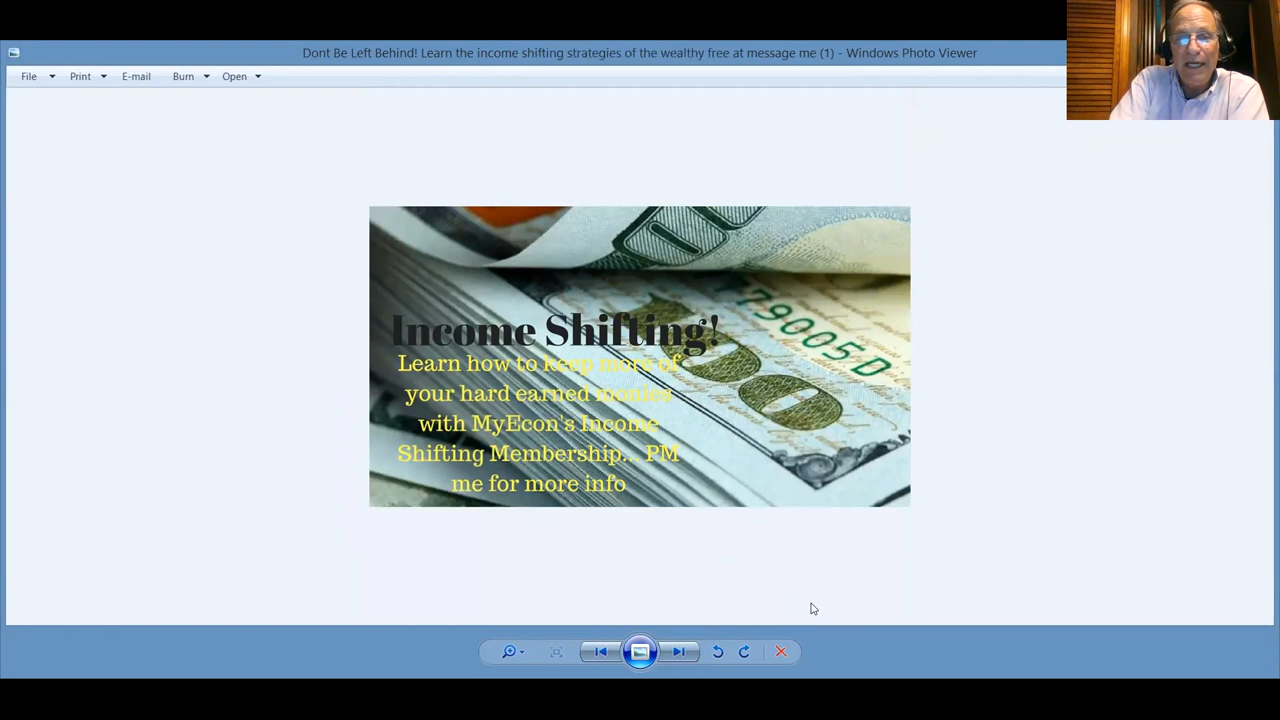 Dont Be Left Behind! Learn the income shifting strategies of the wealthy free at message me (1) - Windows Photo Viewer
File Print E-mail Burn Open
Income Shifting!
Learn how to keep more of
your hard earned monies
with MyEcon's Income
Shifting Membership... PM
me for more info
79005D
100